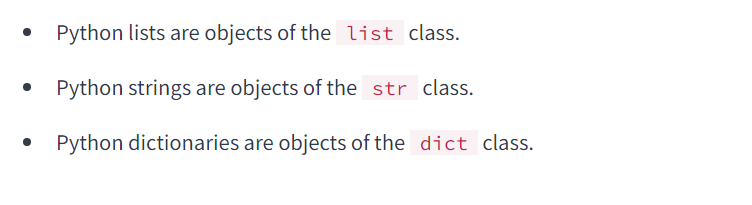 • Python lists are objects of the list class.
• Python strings are objects of the str class.
• Python dictionaries are objects of the dict class.